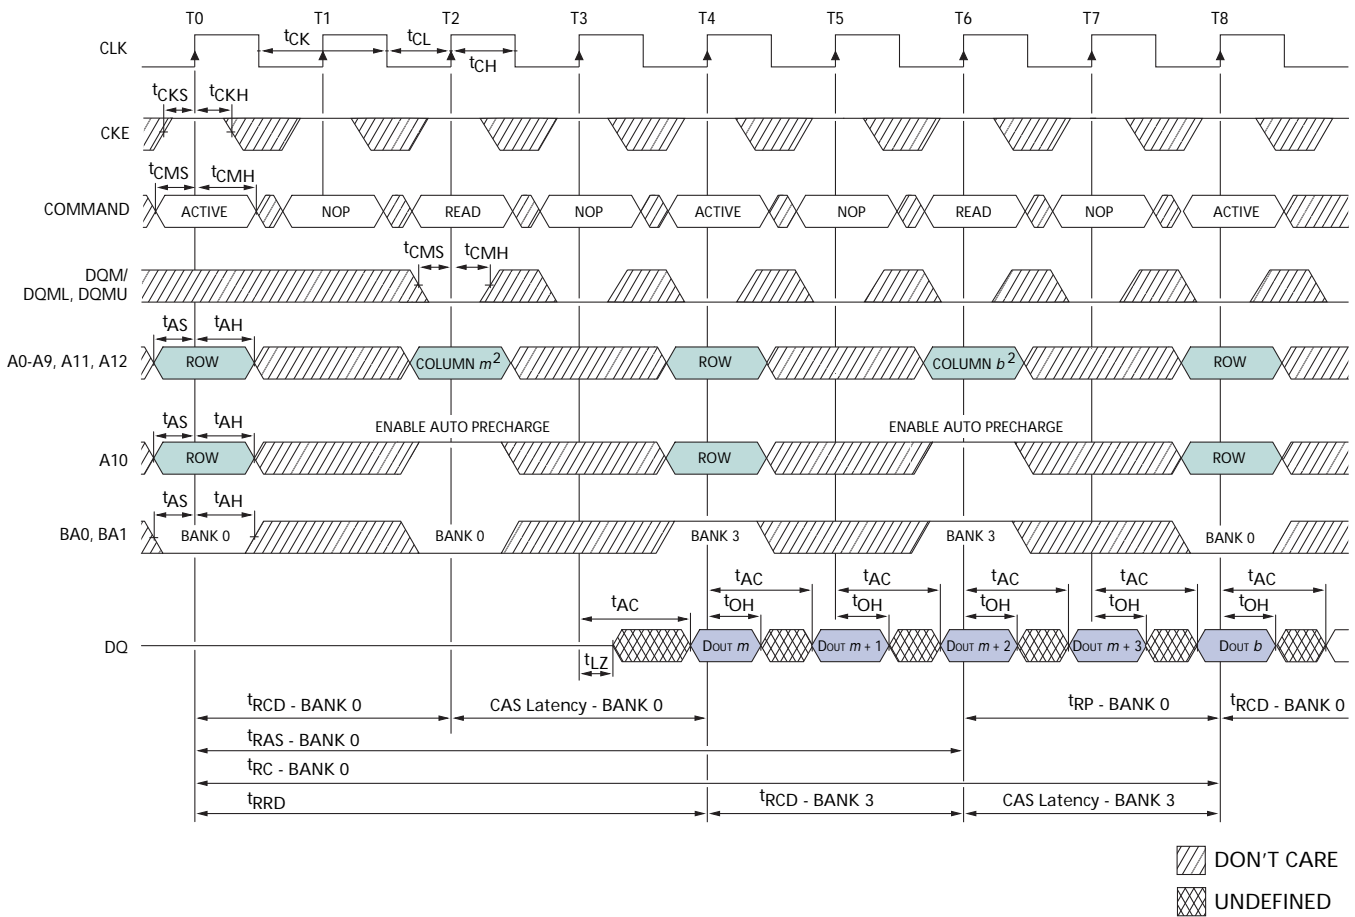 T0 T1 T2 T3 T4 T5 T6 T7 T8
CLK tCK tCL tCH
tCKS tCKH
CKE
tCMS tCMH
COMMAND ACTIVE NOP READ NOP ACTIVE NOP READ NOP ACTIVE
tCMS tCMH
DQM/
DQML, DQMU
tAS tAH
A0-A9, A11, A12 ROW COLUMN m2 ROW COLUMN b2 ROW
tAS tAH ENABLE AUTO PRECHARGE ENABLE AUTO PRECHARGE
A10 ROW ROW ROW
tAS tAH
BA0, BA1 BANK 0 BANK 0 BANK 3 BANK 3 BANK 0
tAC tAC tAC tAC tAC tAC
tOH tOH tOH tOH tOH
DQ DOUT m DOUT m + 1 DOUT m + 2 DOUT m + 3 DOUT b
tLZ
tRCD - BANK 0 CAS Latency - BANK 0 tRP - BANK 0 tRCD - BANK 0
tRAS - BANK 0
tRC - BANK 0
tRRD tRCD - BANK 3 CAS Latency - BANK 3
DON'T CARE
UNDEFINED